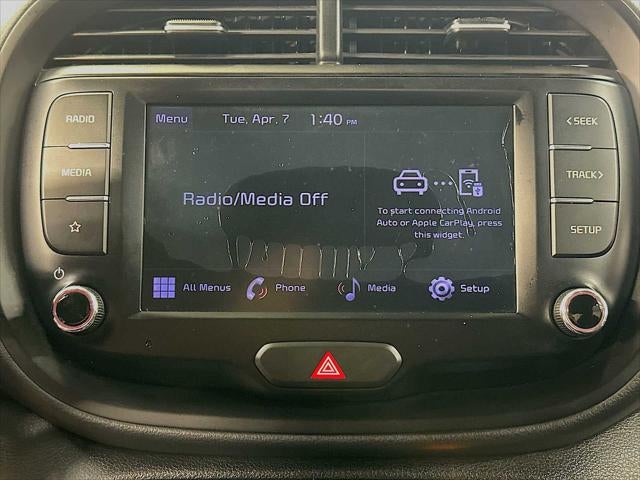 RADIO
MEDIA
Menu Tue, Apr. 7 1:40 PM
Radio/Media Off
To start connecting Android
Auto or Apple CarPlay, press
this widget.
All Menus Phone Media Setup
< SEEK
TRACK >
SETUP